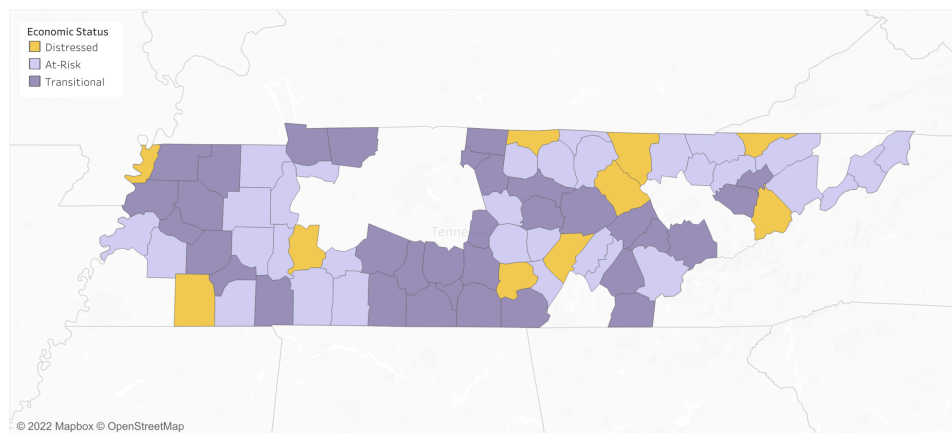 Economic Status
Distressed
At-Risk
Transitional
© 2022 Mapbox © OpenStreetMap